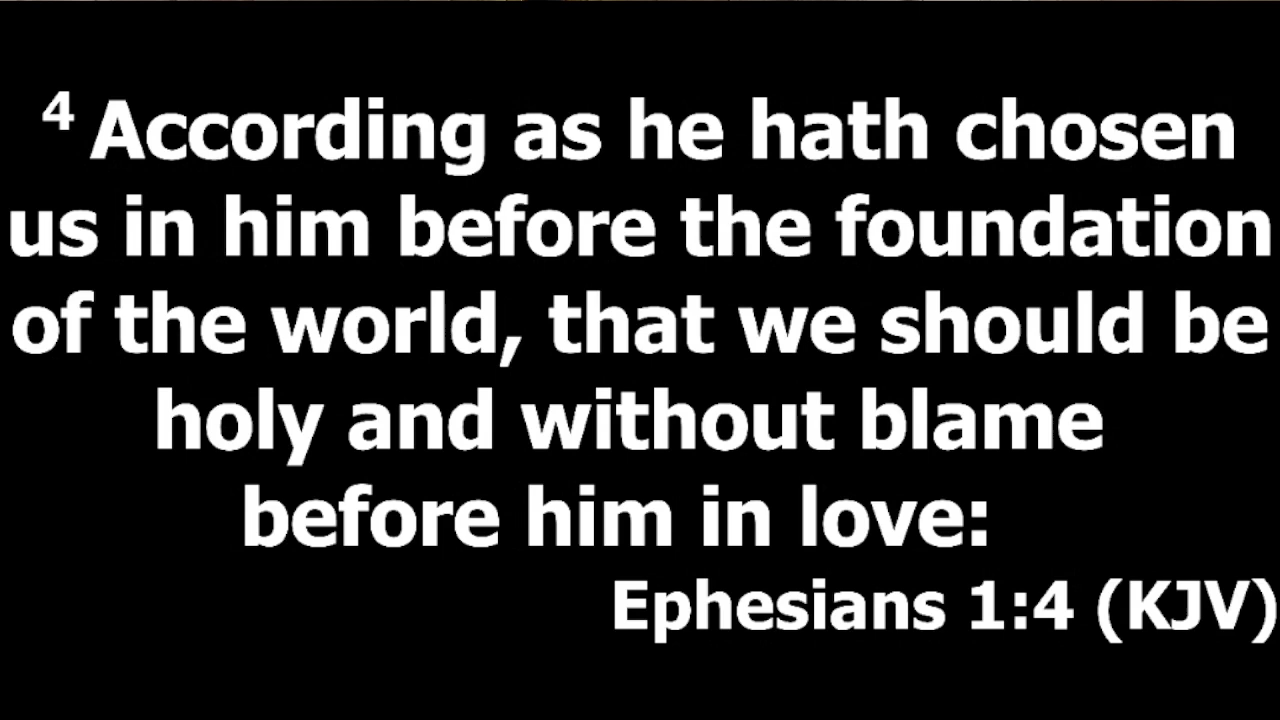 4 According as he hath chosen
us in him before the foundation
of the world, that we should be
holy and without blame
before him in love:
Ephesians 1:4 (KJV)